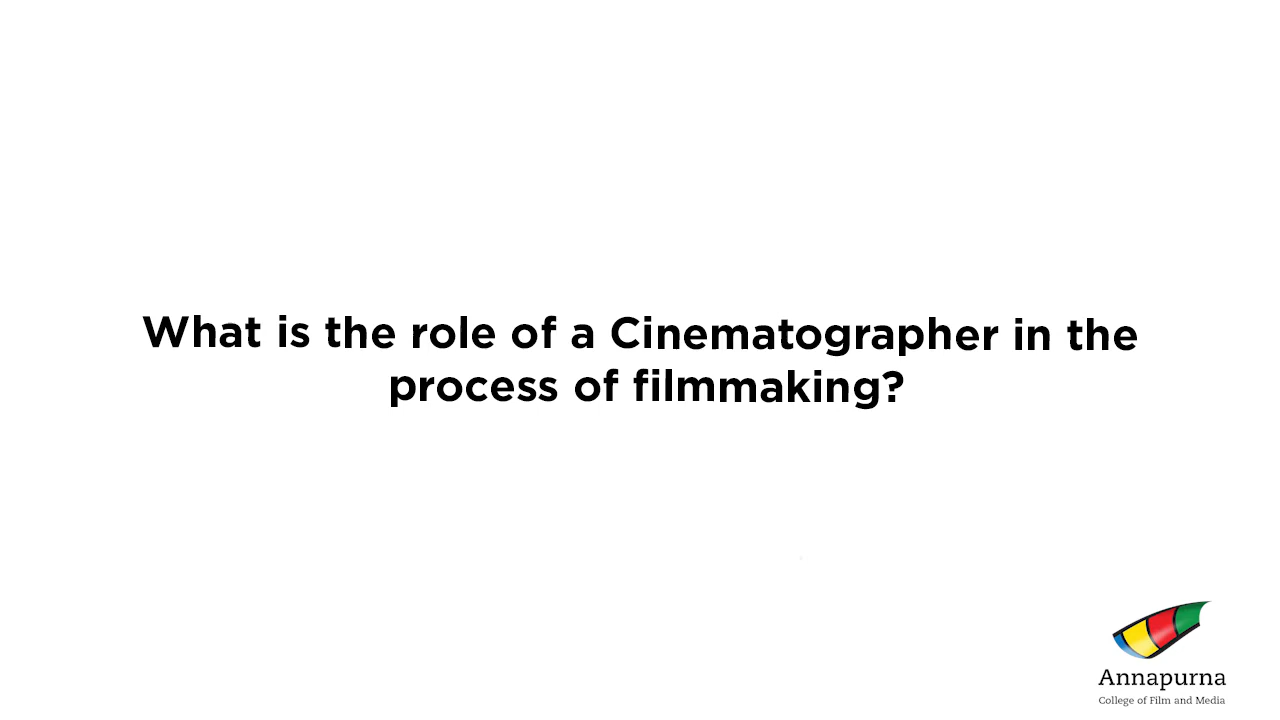 What is the role of a Cinematographer in the
process of filmmaking?
Annapurna
College of Film and Media